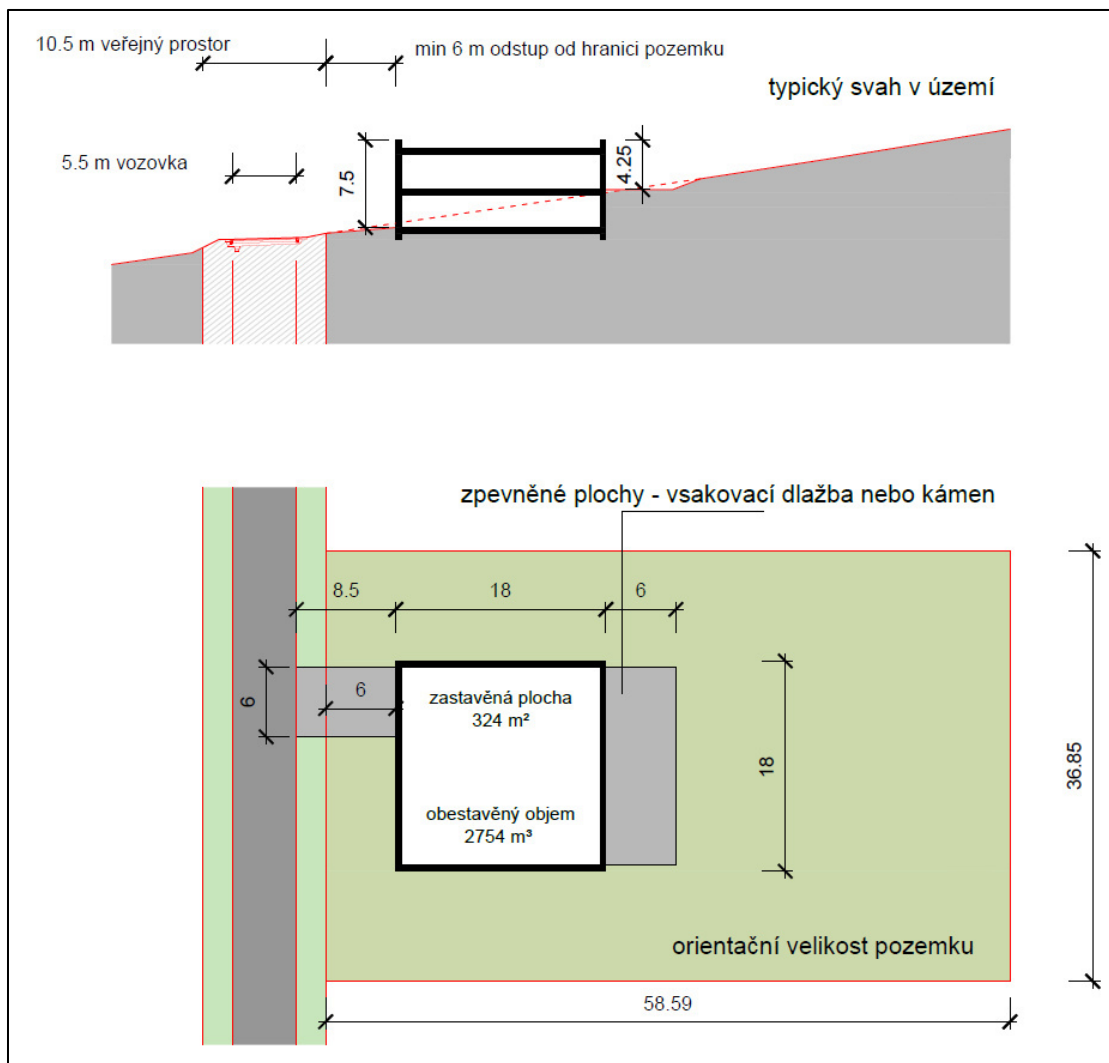 10.5 m veřejný prostor
min 6 m odstup od hranici pozemku
typický svah v území
5.5 m vozovka
7.5
4.25
zpevněné plochy - vsakovací dlažba nebo kámen
8.5
18
6
6
6
zastavěná plocha
324 m²
obestavěný objem
2754 m³
18
36.85
orientační velikost pozemku
58.59